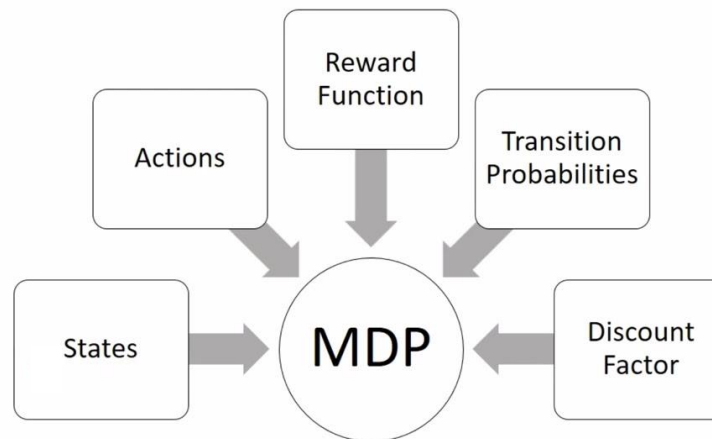 Reward
Function
Actions
Transition
Probabilities
States
MDP
Discount
Factor